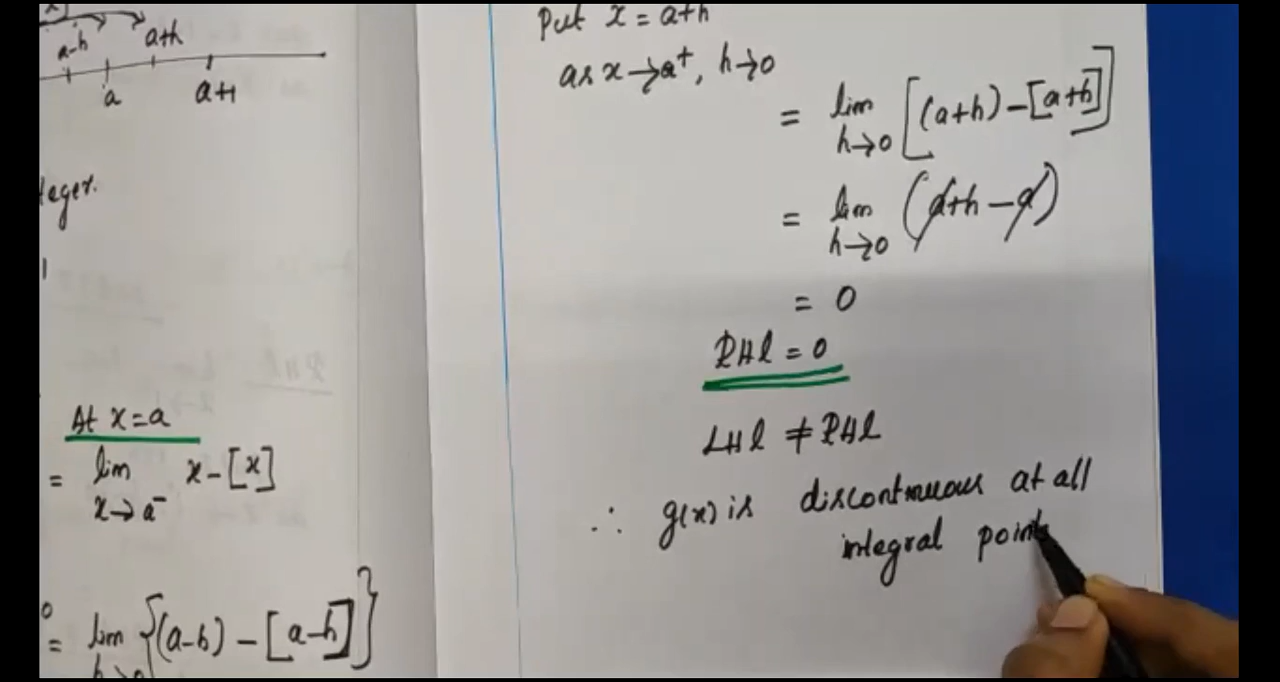 a-h a+h
a a+1
At x=a
= lim x-[x]
x→a⁻
= lim {(a-h) - [a-h]}
h→0
Put x = a+h
as x→a⁺, h→0
= lim [(a+h) - [a+h]]
h→0
= lim (a+h - a)
h→0
= 0
RHL = 0
LHL ≠ RHL
∴ g(x) is discontinuous at all
integral points